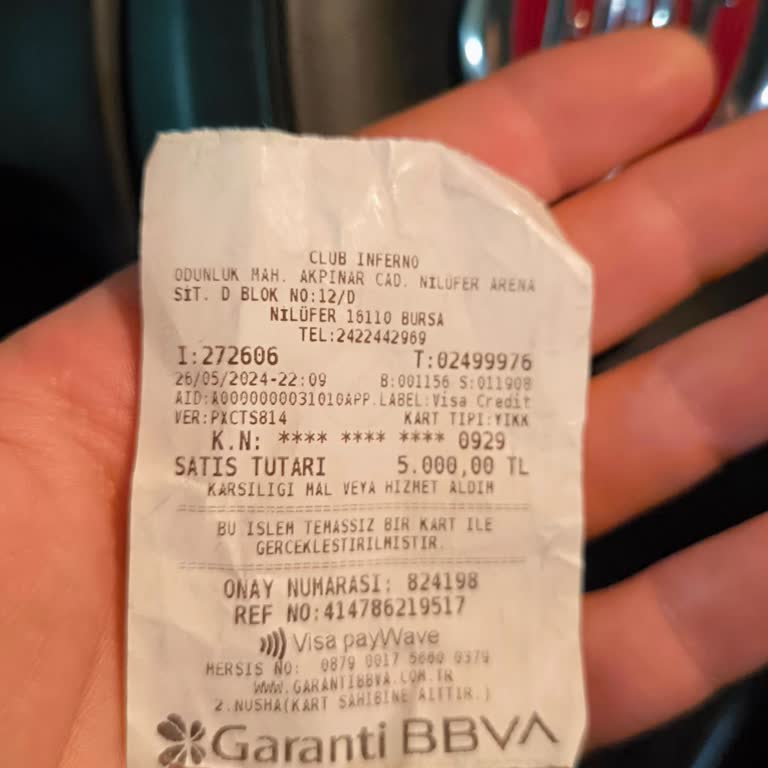 CLUB INFERNO
ODUNLUK MAH. AKPINAR CAD. NİLÜFER ARENA
SİT. D BLOK NO:12/D
NİLÜFER 16110 BURSA
TEL:2422442969
I:272606 T:02499976
26/05/2024-22:09 B:001156 S:011908
AID:A0000000031010APP.LABEL:Visa Credit
VER:PXCTS814 KART TIPI:YIKK
K.N: **** **** **** 0929
SATIS TUTARI 5.000,00 TL
KARSILIGI MAL VEYA HIZMET ALDIM
BU ISLEM TEMASSIZ BIR KART ILE
GERCEKLESTIRILMISTIR.
ONAY NUMARASI: 824198
REF NO:414786219517
Visa payWave
MERSIS NO: 0879 0017 5660 0379
WWW.GARANTIBBVA.COM.TR
2.NUSHA(KART SAHIBINE AITTIR.)
Garanti BBVA